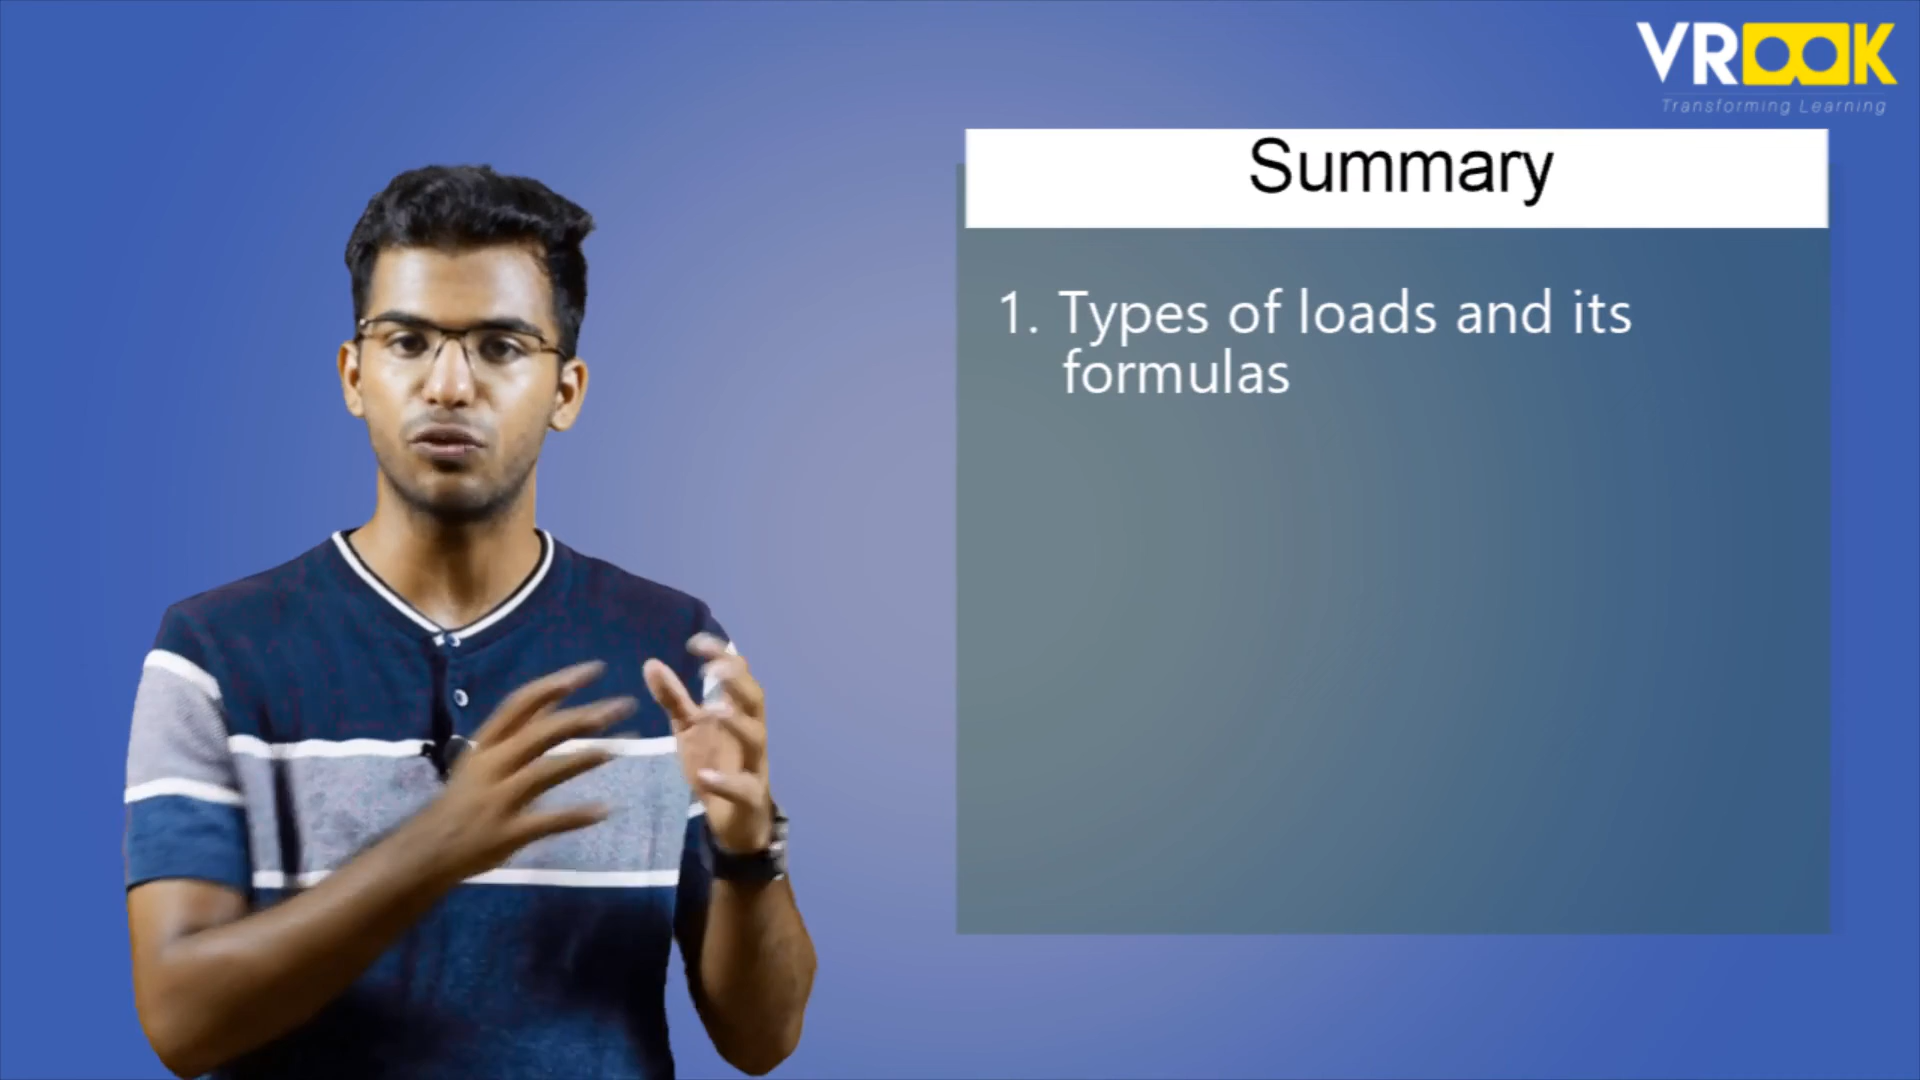 VROOK
Transforming Learning
Summary
1. Types of loads and its
formulas